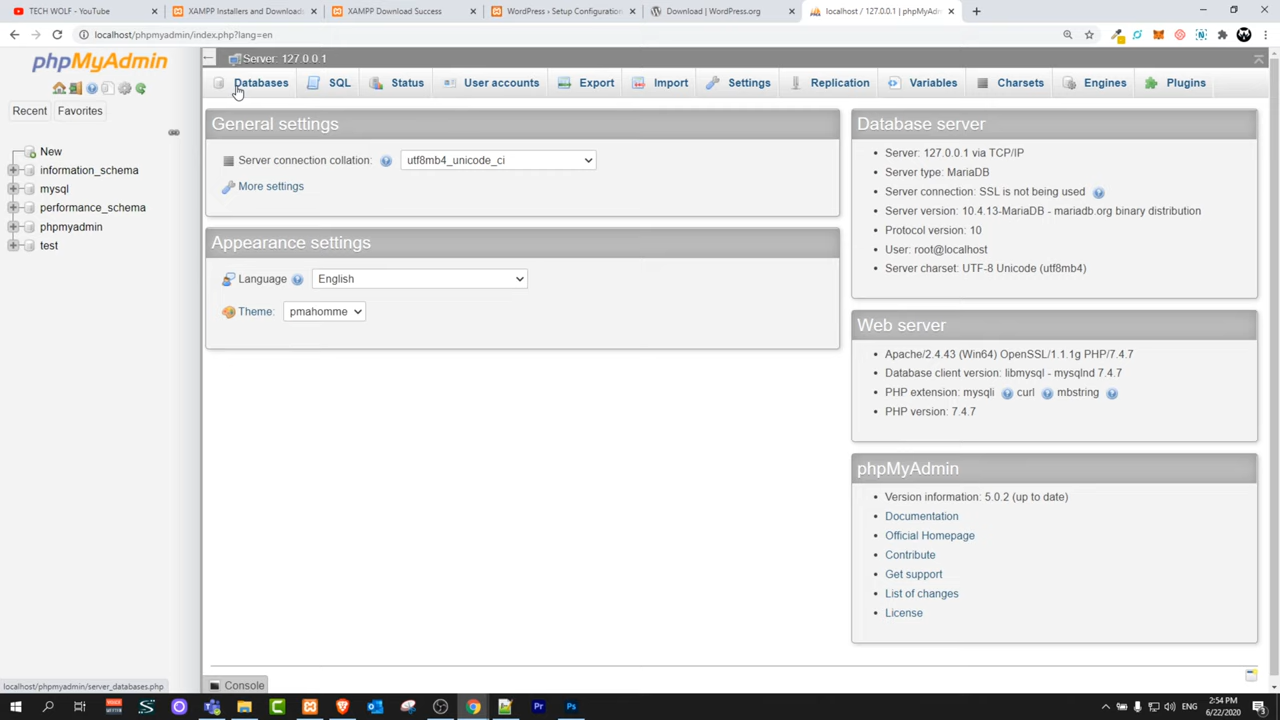 TECH WOLF - YouTube
XAMPP Installers and Download
XAMPP Download Success
WordPress › Setup Configuration
Download | WordPress.org
localhost / 127.0.0.1 | phpMyAdm
localhost/phpmyadmin/index.php?lang=en
phpMyAdmin
Recent
Favorites
New
information_schema
mysql
performance_schema
phpmyadmin
test
Server: 127.0.0.1
Databases
SQL
Status
User accounts
Export
Import
Settings
Replication
Variables
Charsets
Engines
Plugins
General settings
Server connection collation:
utf8mb4_unicode_ci
More settings
Appearance settings
Language
English
Theme:
pmahomme
Database server
Server: 127.0.0.1 via TCP/IP
Server type: MariaDB
Server connection: SSL is not being used
Server version: 10.4.13-MariaDB - mariadb.org binary distribution
Protocol version: 10
User: root@localhost
Server charset: UTF-8 Unicode (utf8mb4)
Web server
Apache/2.4.43 (Win64) OpenSSL/1.1.1g PHP/7.4.7
Database client version: libmysql - mysqlnd 7.4.7
PHP extension: mysqli curl mbstring
PHP version: 7.4.7
phpMyAdmin
Version information: 5.0.2 (up to date)
Documentation
Official Homepage
Contribute
Get support
List of changes
License
Console
localhost/phpmyadmin/server_databases.php
ENG
2:54 PM
6/22/2020